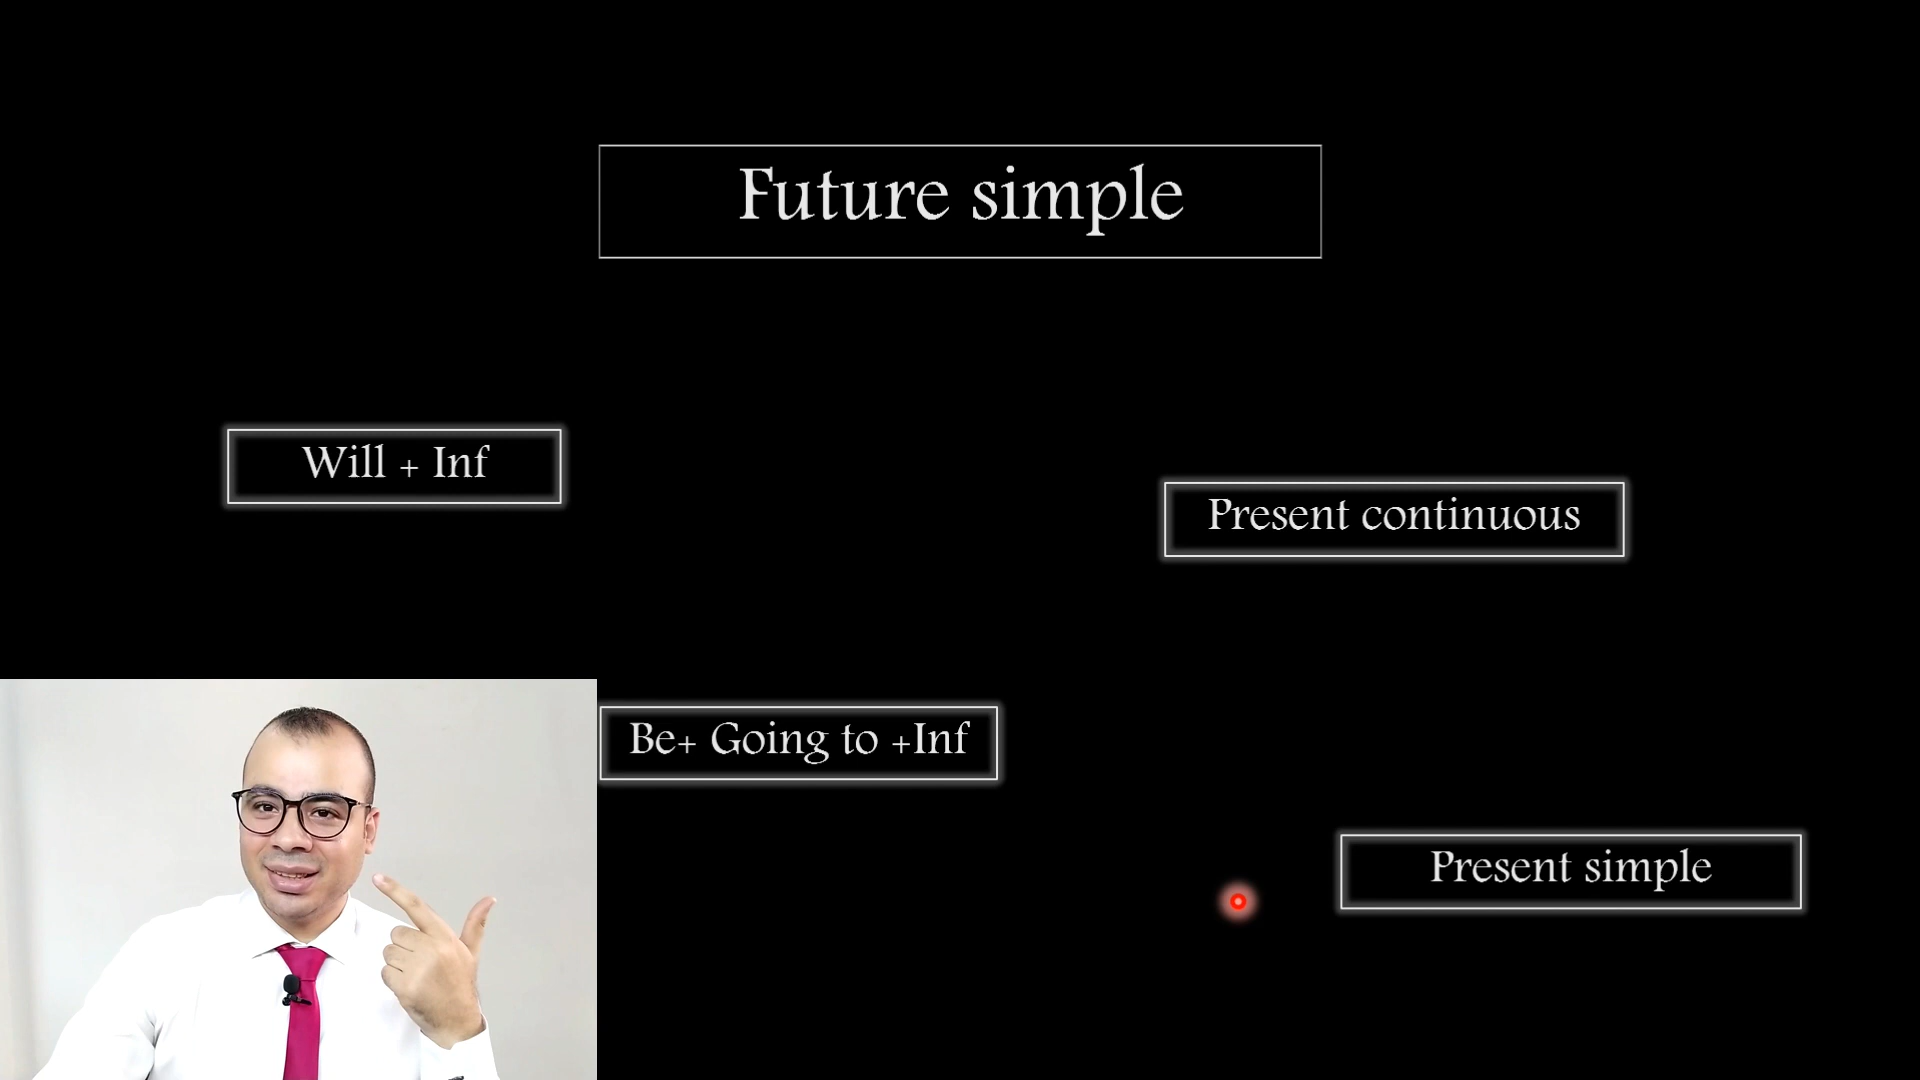 Future simple
Will + Inf
Present continuous
Be+ Going to +Inf
Present simple